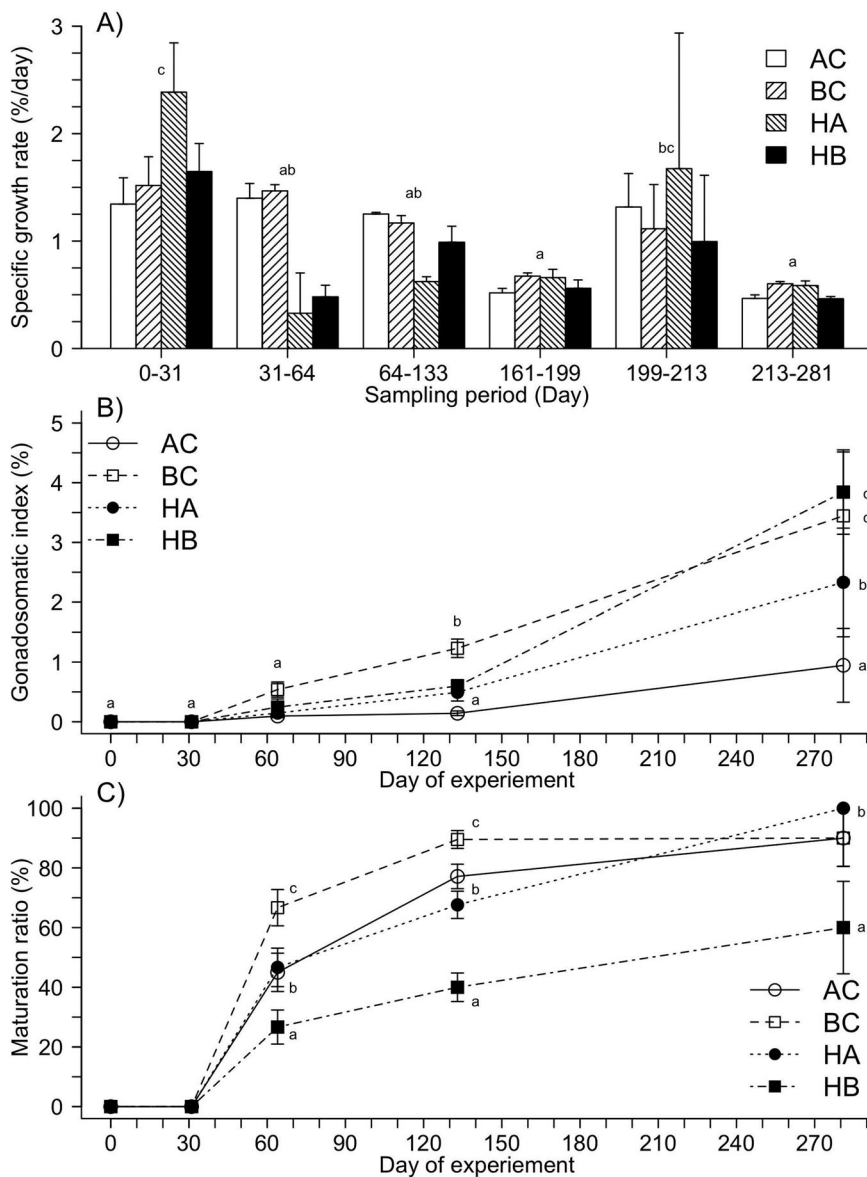 A)
Specific growth rate (%/day)
3
2
1
0
c
ab
ab
a
bc
a
AC
BC
HA
HB
0-31 31-64 64-133 161-199 199-213 213-281
Sampling period (Day)
B)
Gonadosomatic index (%)
5
4
3
2
1
0
AC
BC
HA
HB
a a a b a
c
c
b
a
0 30 60 90 120 150 180 210 240 270
Day of experiement
C)
Maturation ratio (%)
100
80
60
40
20
0
c
b
a
c
b
a
b
a
AC
BC
HA
HB
0 30 60 90 120 150 180 210 240 270
Day of experiement